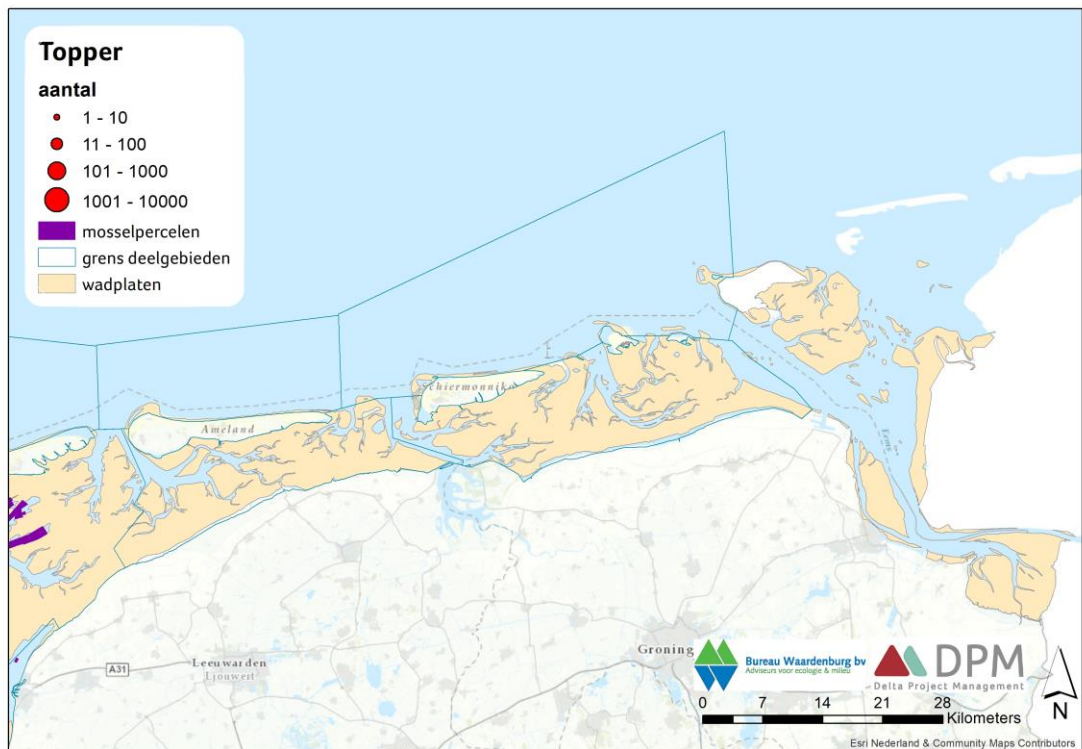 Topper
aantal
1 - 10
11 - 100
101 - 1000
1001 - 10000
mosselpercelen
grens deelgebieden
wadplaten
Schiermonnik
Ameland
Eems
A31
Leeuwarden
Ljouwert
Groning
Bureau Waardenburg bv
Adviseurs voor ecologie & milieu
DPM
Delta Project Management
0 7 14 21 28
Kilometers
N
Esri Nederland & Community Maps Contributors